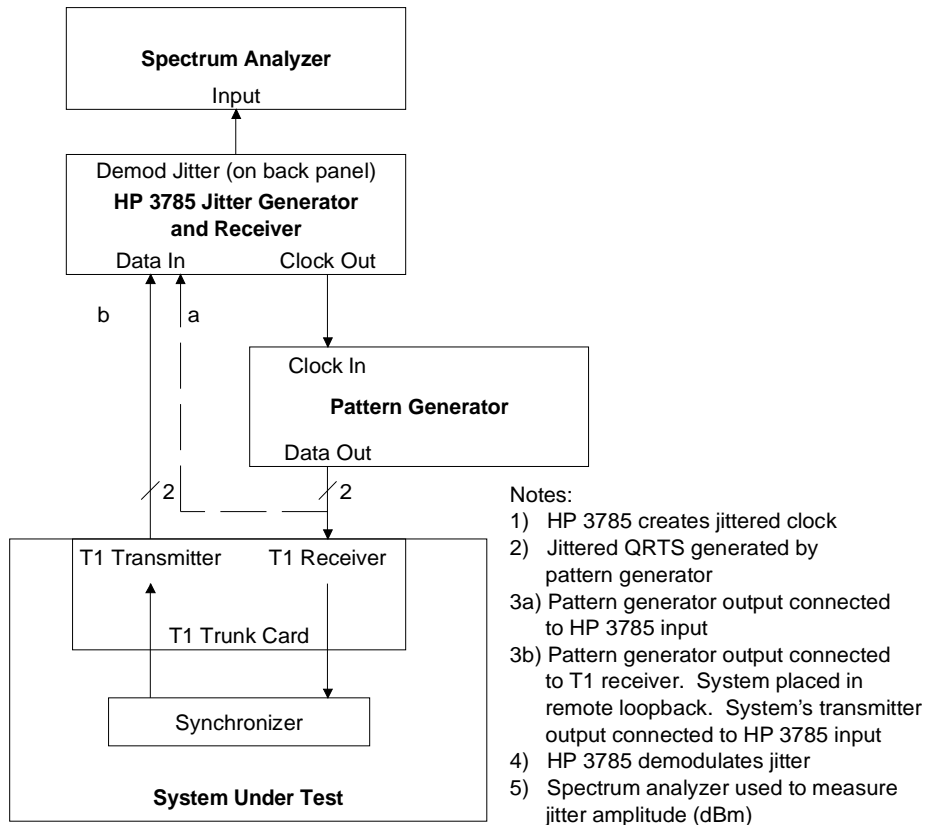 Spectrum Analyzer
Input
Demod Jitter (on back panel)
HP 3785 Jitter Generator
and Receiver
Data In
Clock Out
b
a
Clock In
Pattern Generator
Data Out
2
2
T1 Transmitter
T1 Receiver
T1 Trunk Card
Synchronizer
System Under Test
Notes:
1) HP 3785 creates jittered clock
2) Jittered QRTS generated by
pattern generator
3a) Pattern generator output connected
to HP 3785 input
3b) Pattern generator output connected
to T1 receiver. System placed in
remote loopback. System's transmitter
output connected to HP 3785 input
4) HP 3785 demodulates jitter
5) Spectrum analyzer used to measure
jitter amplitude (dBm)